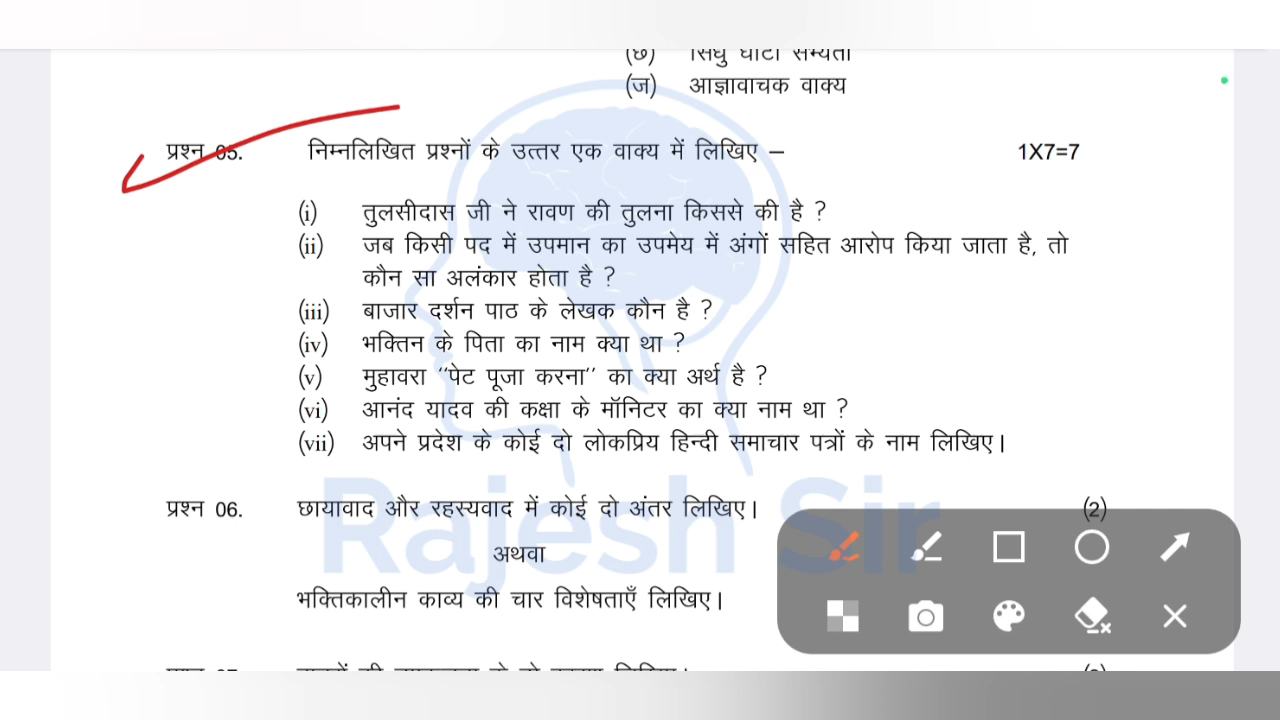 (छ) सिंधु घाटी सभ्यता
(ज) आज्ञावाचक वाक्य
प्रश्न 05. निम्नलिखित प्रश्नों के उत्तर एक वाक्य में लिखिए – 1X7=7
(i) तुलसीदास जी ने रावण की तुलना किससे की है ?
(ii) जब किसी पद में उपमान का उपमेय में अंगों सहित आरोप किया जाता है, तो
कौन सा अलंकार होता है ?
(iii) बाजार दर्शन पाठ के लेखक कौन है ?
(iv) भक्तिन के पिता का नाम क्या था ?
(v) मुहावरा “पेट पूजा करना” का क्या अर्थ है ?
(vi) आनंद यादव की कक्षा के मॉनिटर का क्या नाम था ?
(vii) अपने प्रदेश के कोई दो लोकप्रिय हिन्दी समाचार पत्रों के नाम लिखिए।
Rajesh Sir
प्रश्न 06. छायावाद और रहस्यवाद में कोई दो अंतर लिखिए। (2)
अथवा
भक्तिकालीन काव्य की चार विशेषताएँ लिखिए।